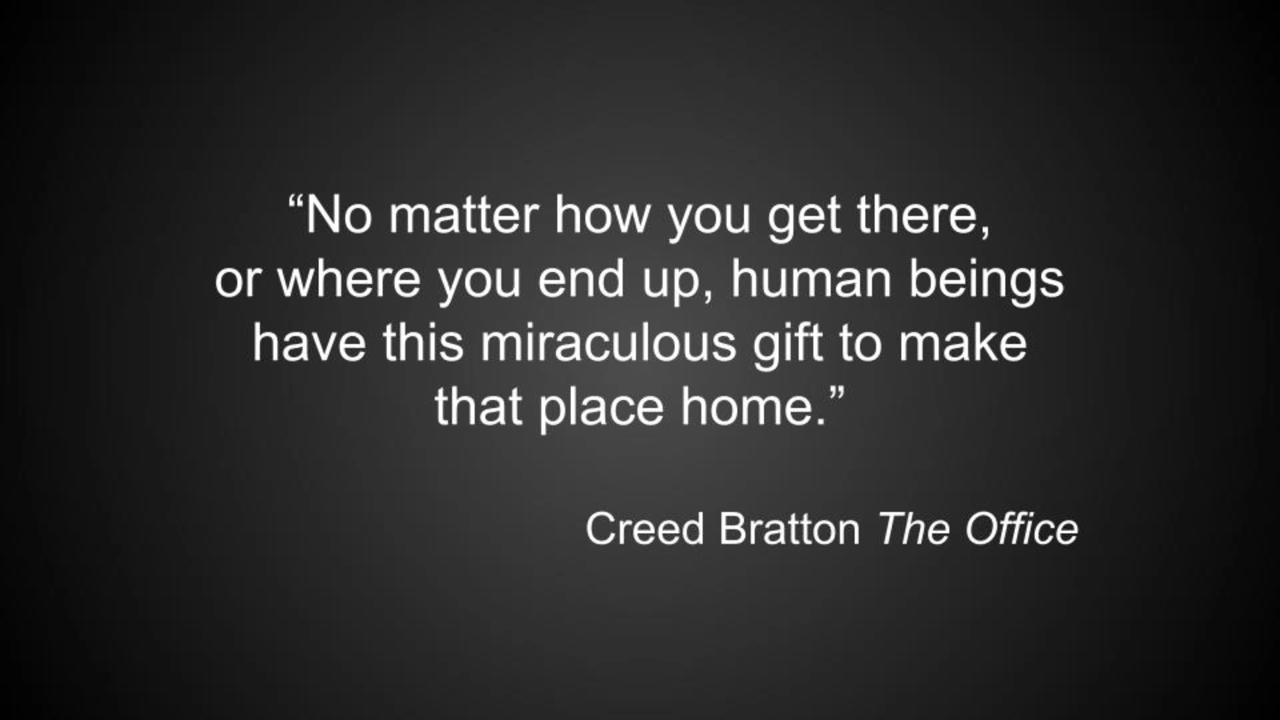 “No matter how you get there,
or where you end up, human beings
have this miraculous gift to make
that place home.”
Creed Bratton The Office